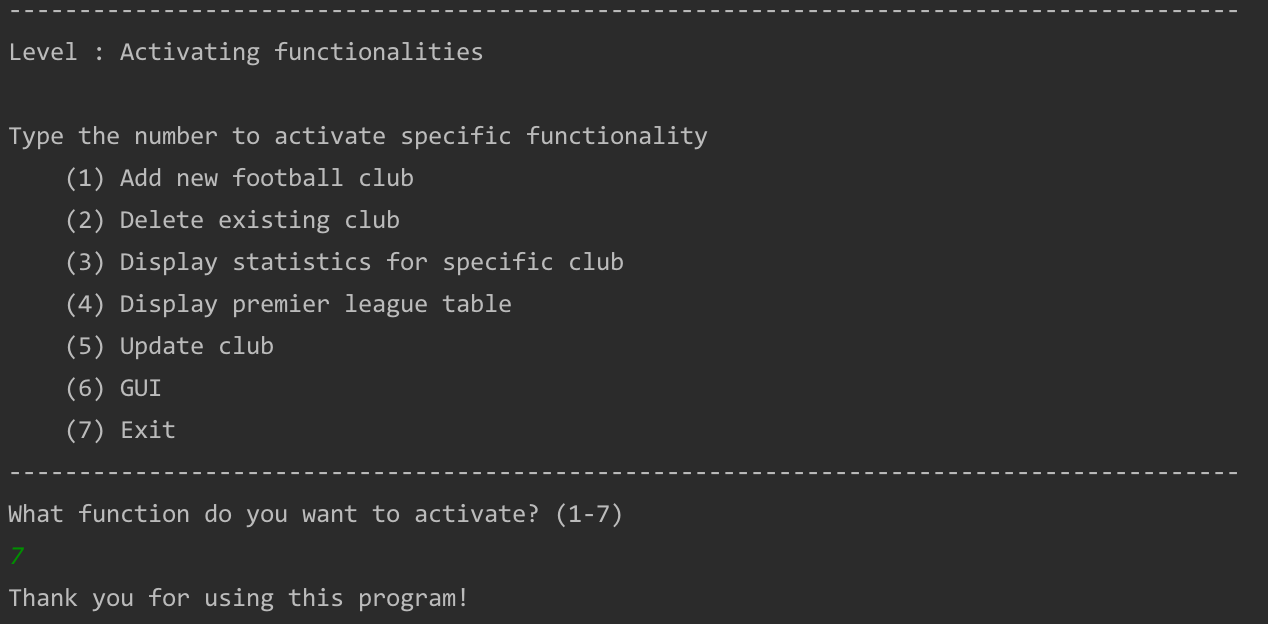 ----------------------------------------------------------------------------------------
Level : Activating functionalities
Type the number to activate specific functionality
(1) Add new football club
(2) Delete existing club
(3) Display statistics for specific club
(4) Display premier league table
(5) Update club
(6) GUI
(7) Exit
----------------------------------------------------------------------------------------
What function do you want to activate? (1-7)
7
Thank you for using this program!